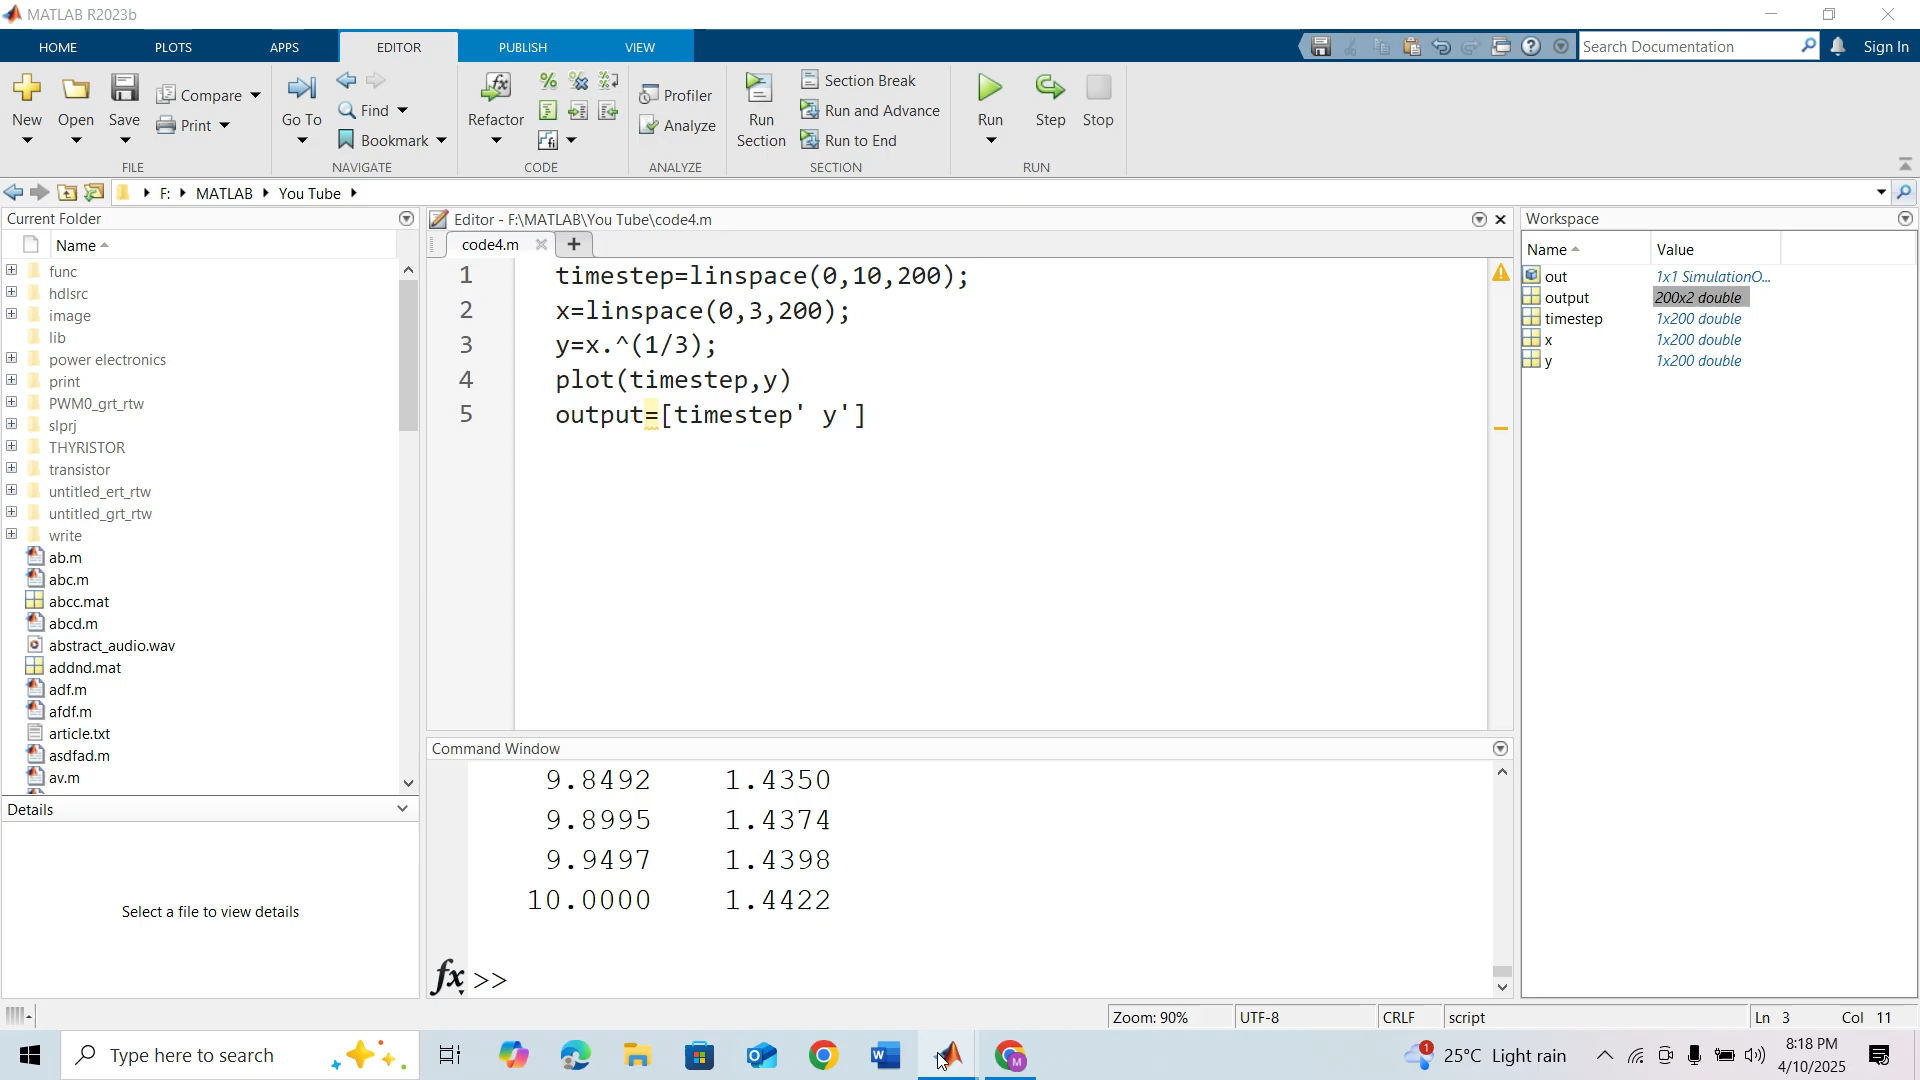 MATLAB R2023b
HOME PLOTS APPS EDITOR PUBLISH VIEW
Search Documentation
Sign In
New Open Save Compare Print
FILE
Go To Find Bookmark
NAVIGATE
Refactor
CODE
Profiler
Analyze
ANALYZE
Run Section
Section Break
Run and Advance
Run to End
SECTION
Run Step Stop
RUN
F: MATLAB You Tube
Current Folder
Name
func
hdlsrc
image
lib
power electronics
print
PWM0_grt_rtw
slprj
THYRISTOR
transistor
untitled_ert_rtw
untitled_grt_rtw
write
ab.m
abc.m
abcc.mat
abcd.m
abstract_audio.wav
addnd.mat
adf.m
afdf.m
article.txt
asdfad.m
av.m
Details
Select a file to view details
Editor - F:\MATLAB\You Tube\code4.m
code4.m
1 timestep=linspace(0,10,200);
2 x=linspace(0,3,200);
3 y=x.^(1/3);
4 plot(timestep,y)
5 output=[timestep' y']
Command Window
9.8492 1.4350
9.8995 1.4374
9.9497 1.4398
10.0000 1.4422
fx >>
Workspace
Name Value
out 1x1 SimulationO...
output 200x2 double
timestep 1x200 double
x 1x200 double
y 1x200 double
Zoom: 90% UTF-8 CRLF script Ln 3 Col 11
Type here to search
1
25°C Light rain
8:18 PM
4/10/2025